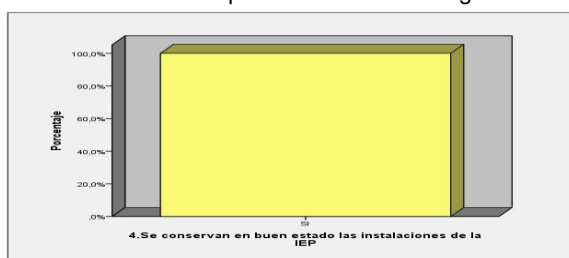 100,0%
80,0%
60,0%
40,0%
20,0%
,0%
Porcentaje
SI
4.Se conservan en buen estado las instalaciones de la
IEP